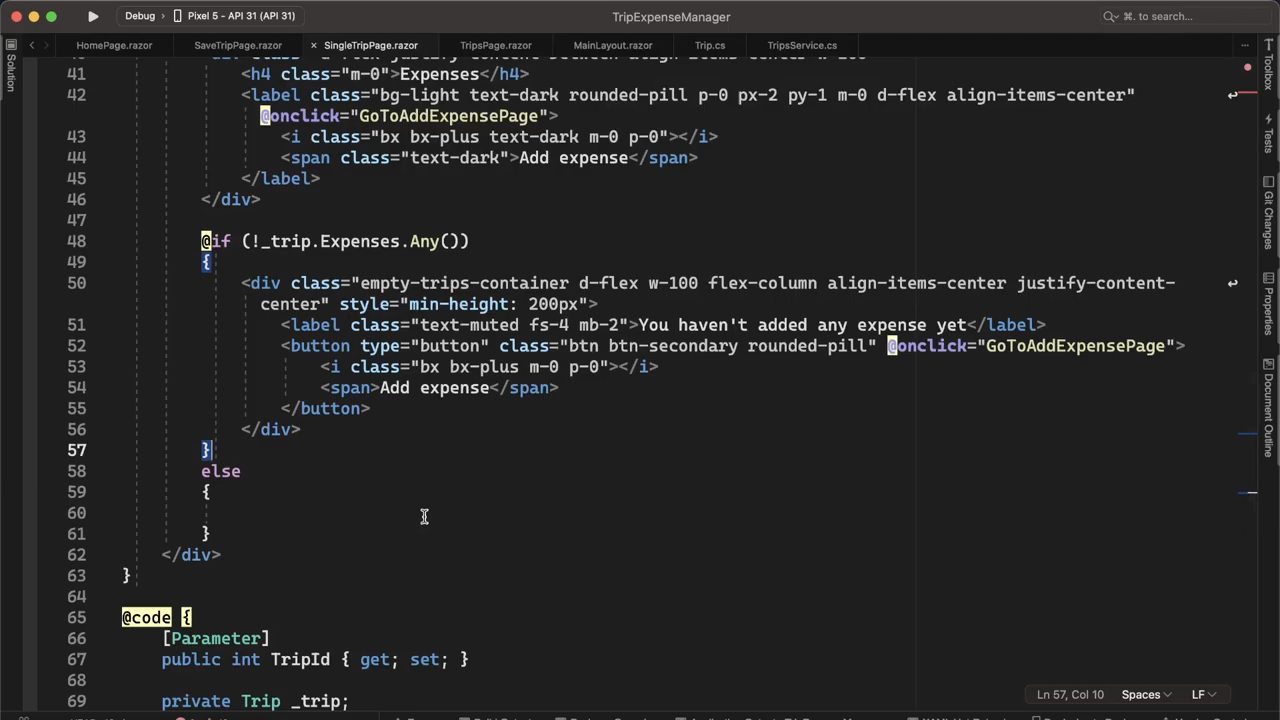 TripExpenseManager
Debug > Pixel 5 - API 31 (API 31)
⌘. to search...
HomePage.razor
SaveTripPage.razor
× SingleTripPage.razor
TripsPage.razor
MainLayout.razor
Trip.cs
TripsService.cs
Solution
Toolbox
Tests
Git Changes
Properties
Document Outline
41 <h4 class="m-0">Expenses</h4>
42 <label class="bg-light text-dark rounded-pill p-0 px-2 py-1 m-0 d-flex align-items-center"
@onclick="GoToAddExpensePage">
43 <i class="bx bx-plus text-dark m-0 p-0"></i>
44 <span class="text-dark">Add expense</span>
45 </label>
46 </div>
47
48 @if (!_trip.Expenses.Any())
49 {
50 <div class="empty-trips-container d-flex w-100 flex-column align-items-center justify-content-
center" style="min-height: 200px">
51 <label class="text-muted fs-4 mb-2">You haven't added any expense yet</label>
52 <button type="button" class="btn btn-secondary rounded-pill" @onclick="GoToAddExpensePage">
53 <i class="bx bx-plus m-0 p-0"></i>
54 <span>Add expense</span>
55 </button>
56 </div>
57 }
58 else
59 {
60
61 }
62 </div>
63 }
64
65 @code {
66 [Parameter]
67 public int TripId { get; set; }
68
69 private Trip _trip;
Ln 57, Col 10 Spaces LF